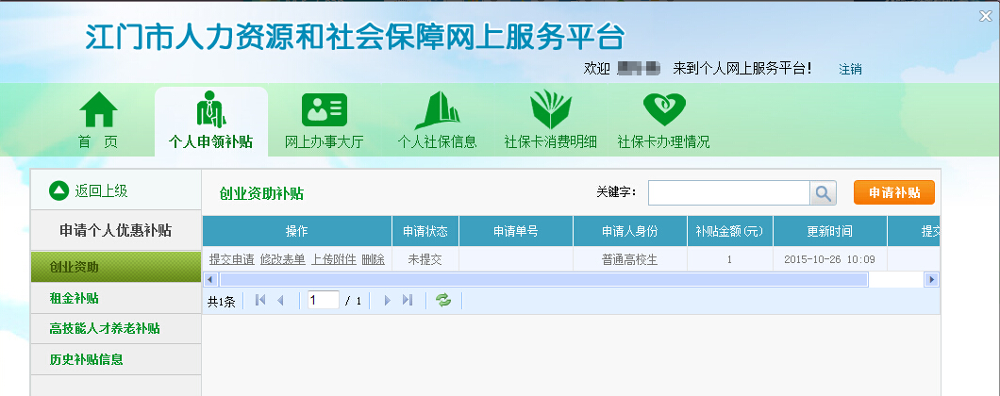 江门市人力资源和社会保障网上服务平台
欢迎 来到个人网上服务平台! 注销
首 页 个人申领补贴 网上办事大厅 个人社保信息 社保卡消费明细 社保卡办理情况
返回上级
申请个人优惠补贴
创业资助
租金补贴
高技能人才养老补贴
历史补贴信息
创业资助补贴 关键字: 申请补贴
操作 申请状态 申请单号 申请人身份 补贴金额(元) 更新时间 提交
提交申请 修改表单 上传附件 删除 未提交 普通高校生 1 2015-10-26 10:09
共1条 1 / 1